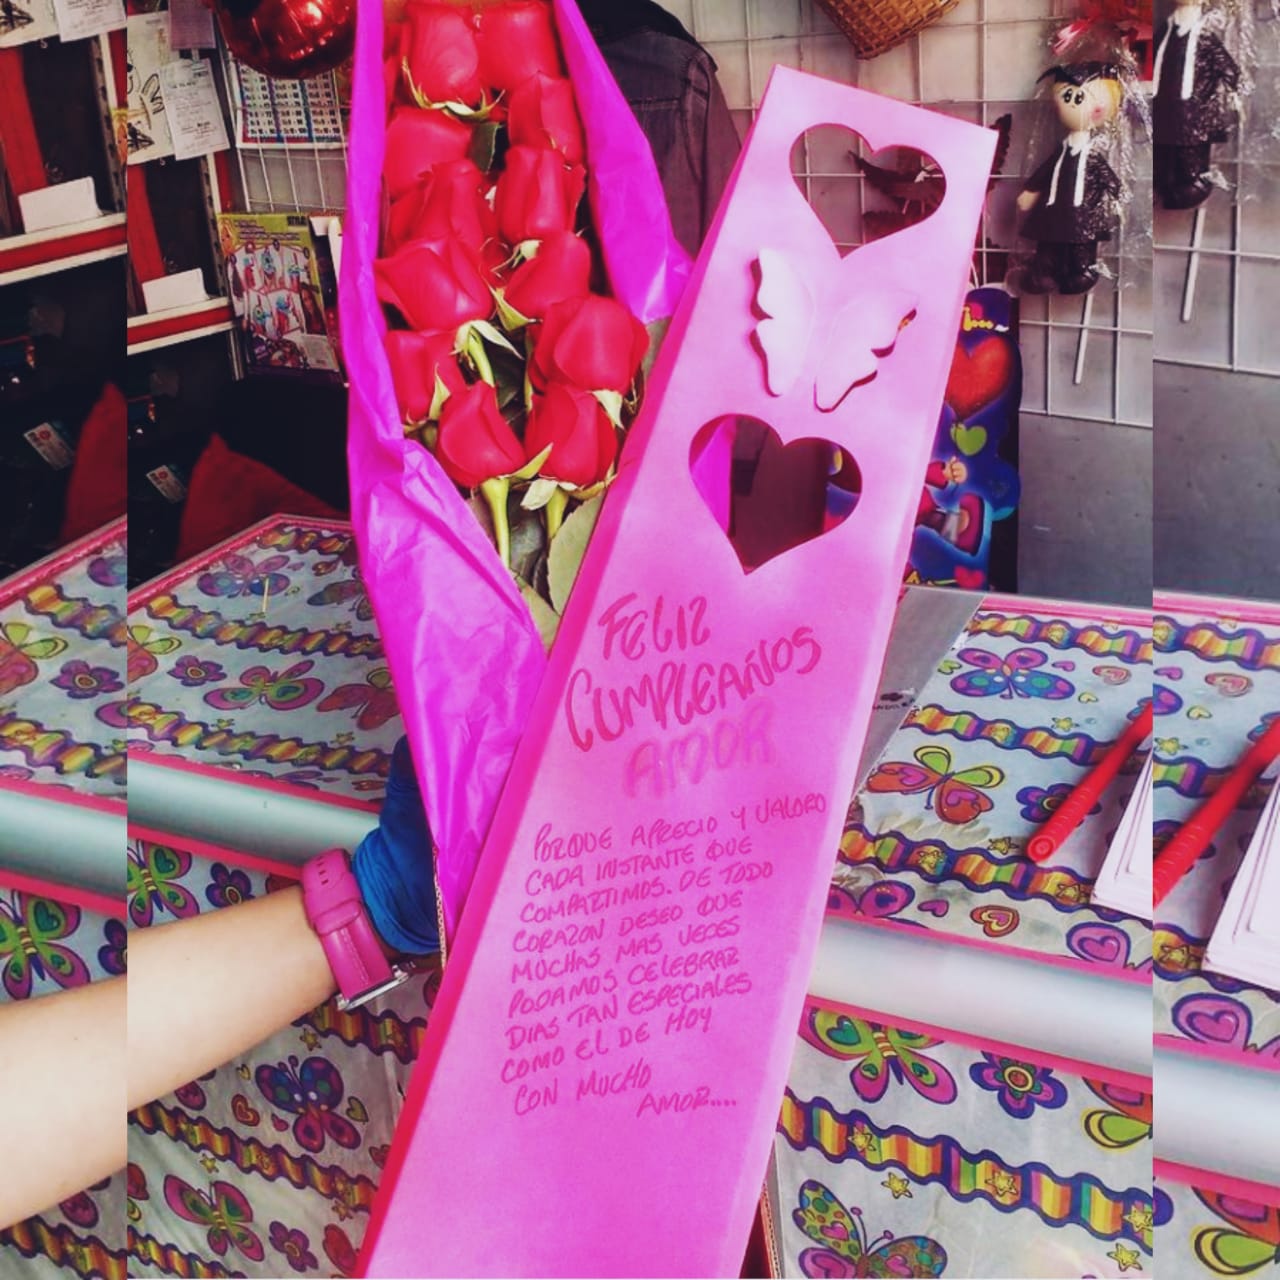 FELIZ
CUMPLEAÑOS
AMOR
PORQUE APRECIO Y VALORO
CADA INSTANTE QUE
COMPARTIMOS. DE TODO
CORAZON DESEO QUE
MUCHAS MAS VECES
PODAMOS CELEBRAR
DIAS TAN ESPECIALES
COMO EL DE HOY
CON MUCHO
AMOR....